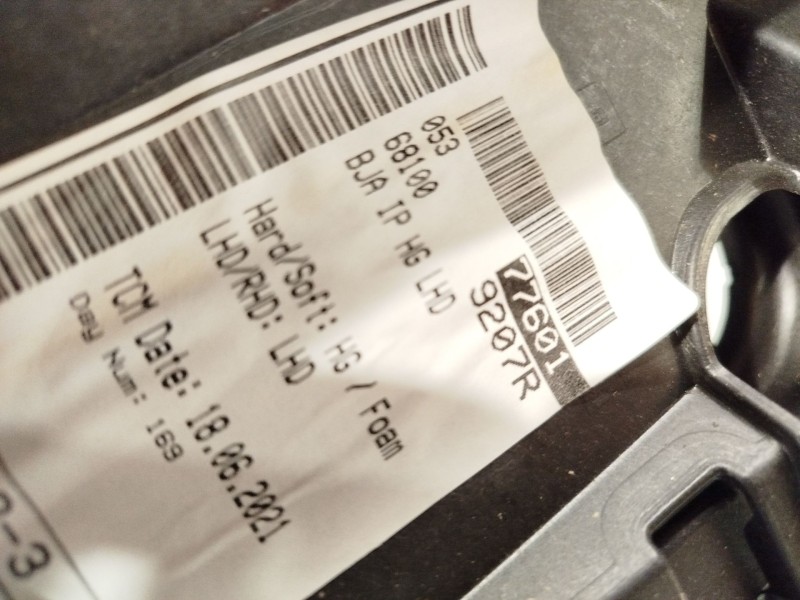 053
68100
BJA IP HG LHD
77601
9207R
Hard/Soft: HG / Foam
LHD/RHD: LHD
TCM Date: 18.06.2021
Day Num: 169
-3